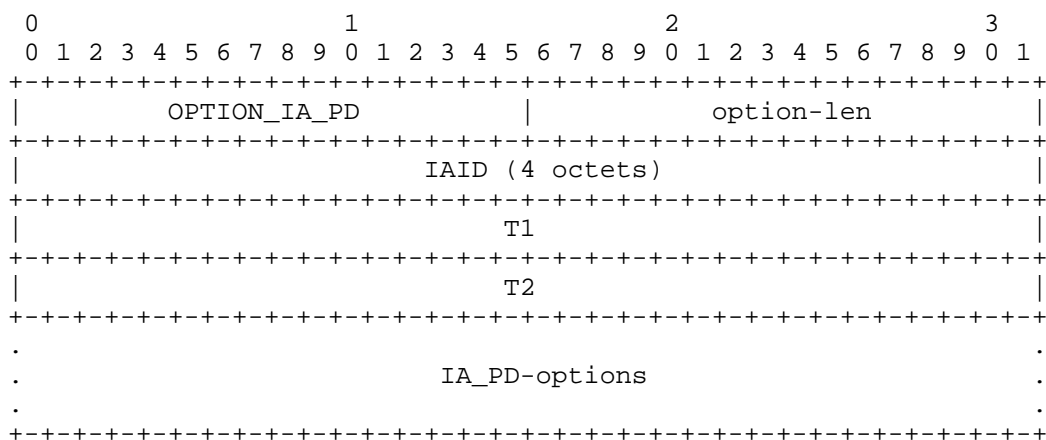 0                   1                   2                   3
 0 1 2 3 4 5 6 7 8 9 0 1 2 3 4 5 6 7 8 9 0 1 2 3 4 5 6 7 8 9 0 1
+-+-+-+-+-+-+-+-+-+-+-+-+-+-+-+-+-+-+-+-+-+-+-+-+-+-+-+-+-+-+-+-+
|         OPTION_IA_PD          |           option-len          |
+-+-+-+-+-+-+-+-+-+-+-+-+-+-+-+-+-+-+-+-+-+-+-+-+-+-+-+-+-+-+-+-+
|                         IAID (4 octets)                       |
+-+-+-+-+-+-+-+-+-+-+-+-+-+-+-+-+-+-+-+-+-+-+-+-+-+-+-+-+-+-+-+-+
|                              T1                               |
+-+-+-+-+-+-+-+-+-+-+-+-+-+-+-+-+-+-+-+-+-+-+-+-+-+-+-+-+-+-+-+-+
|                              T2                               |
+-+-+-+-+-+-+-+-+-+-+-+-+-+-+-+-+-+-+-+-+-+-+-+-+-+-+-+-+-+-+-+-+
.                                                               .
.                          IA_PD-options                        .
.                                                               .
+-+-+-+-+-+-+-+-+-+-+-+-+-+-+-+-+-+-+-+-+-+-+-+-+-+-+-+-+-+-+-+-+